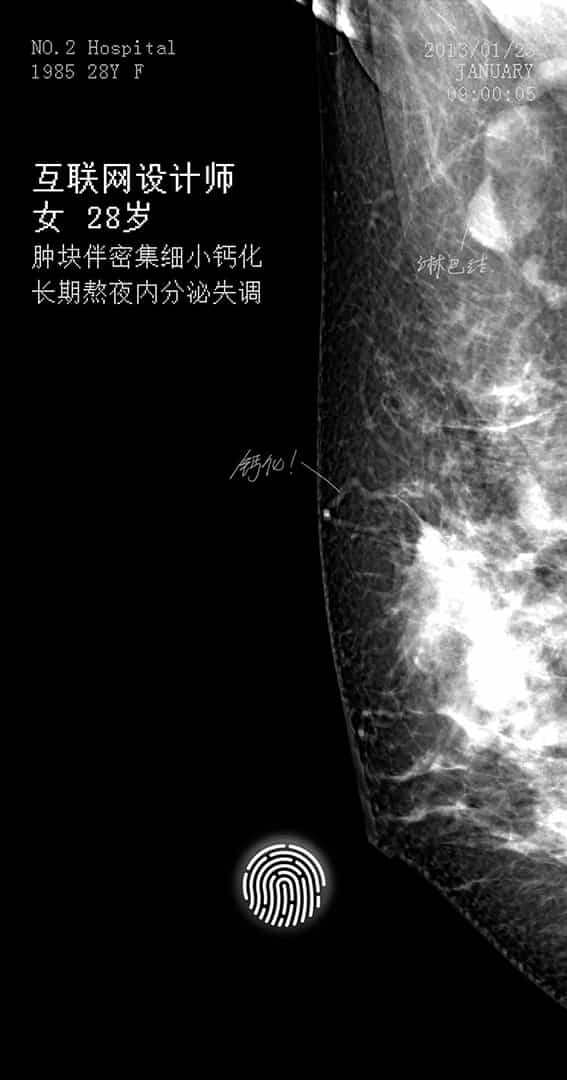 NO.2 Hospital
1985 28Y F
2013/01/23
JANUARY
09:00:05
互联网设计师
女 28岁
肿块伴密集细小钙化
长期熬夜内分泌失调
淋巴结.
钙化！